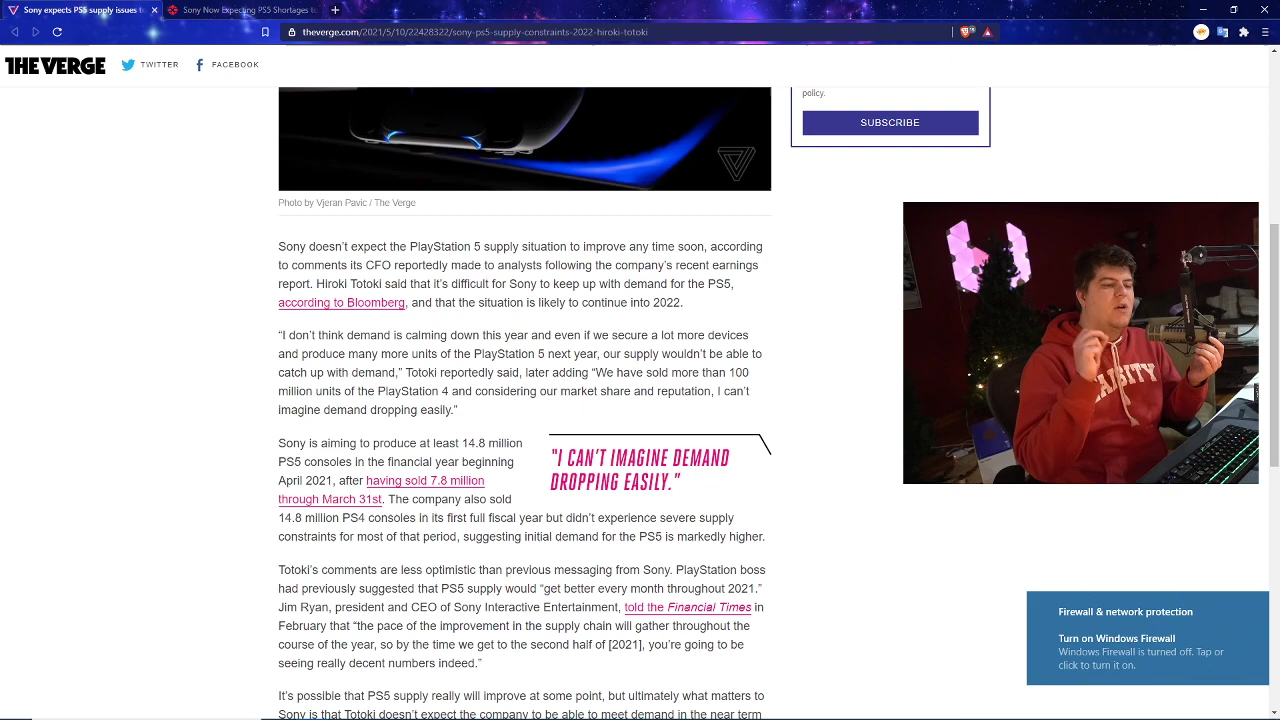 Sony expects PS5 supply issues to
Sony Now Expecting PS5 Shortages to
theverge.com/2021/5/10/22428322/sony-ps5-supply-constraints-2022-hiroki-totoki
THE VERGE
TWITTER
FACEBOOK
policy.
SUBSCRIBE
Photo by Vjeran Pavic / The Verge
Sony doesn’t expect the PlayStation 5 supply situation to improve any time soon, according
to comments its CFO reportedly made to analysts following the company’s recent earnings
report. Hiroki Totoki said that it’s difficult for Sony to keep up with demand for the PS5,
according to Bloomberg, and that the situation is likely to continue into 2022.
“I don’t think demand is calming down this year and even if we secure a lot more devices
and produce many more units of the PlayStation 5 next year, our supply wouldn’t be able to
catch up with demand,” Totoki reportedly said, later adding “We have sold more than 100
million units of the PlayStation 4 and considering our market share and reputation, I can’t
imagine demand dropping easily.”
Sony is aiming to produce at least 14.8 million
PS5 consoles in the financial year beginning
April 2021, after having sold 7.8 million
through March 31st. The company also sold
14.8 million PS4 consoles in its first full fiscal year but didn’t experience severe supply
constraints for most of that period, suggesting initial demand for the PS5 is markedly higher.
"I CAN'T IMAGINE DEMAND
DROPPING EASILY."
Totoki’s comments are less optimistic than previous messaging from Sony. PlayStation boss
had previously suggested that PS5 supply would “get better every month throughout 2021.”
Jim Ryan, president and CEO of Sony Interactive Entertainment, told the Financial Times in
February that “the pace of the improvement in the supply chain will gather throughout the
course of the year, so by the time we get to the second half of [2021], you’re going to be
seeing really decent numbers indeed.”
It’s possible that PS5 supply really will improve at some point, but ultimately what matters to
Sony is that Totoki doesn’t expect the company to be able to meet demand in the near term
VARSITY
Firewall & network protection
Turn on Windows Firewall
Windows Firewall is turned off. Tap or
click to turn it on.